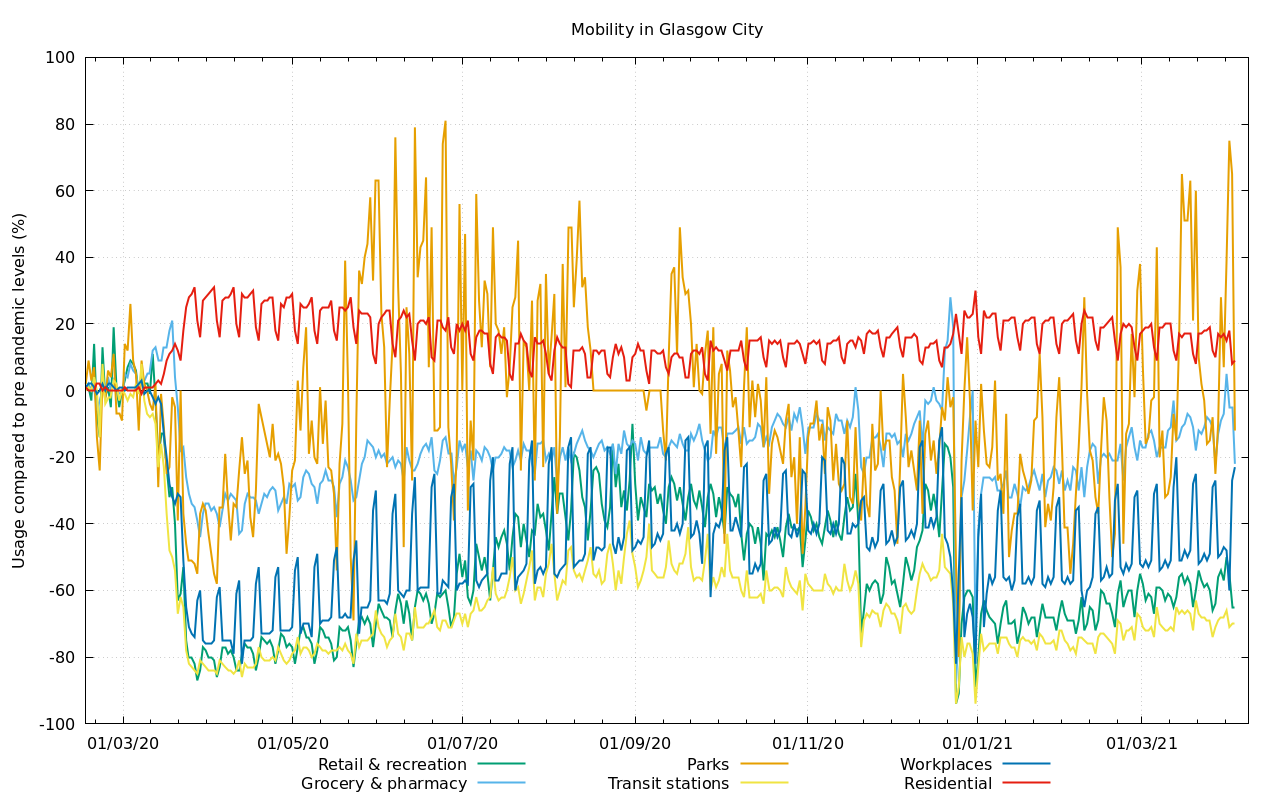 Mobility in Glasgow City
Usage compared to pre pandemic levels (%)
100
80
60
40
20
0
-20
-40
-60
-80
-100
01/03/20 01/05/20 01/07/20 01/09/20 01/11/20 01/01/21 01/03/21
Retail & recreation Parks Workplaces
Grocery & pharmacy Transit stations Residential